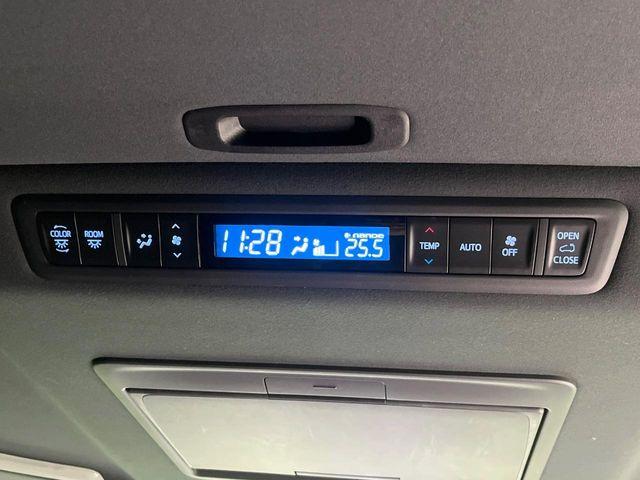 COLOR
ROOM
11:28
nanoe
25.5
TEMP
AUTO
OFF
OPEN
CLOSE